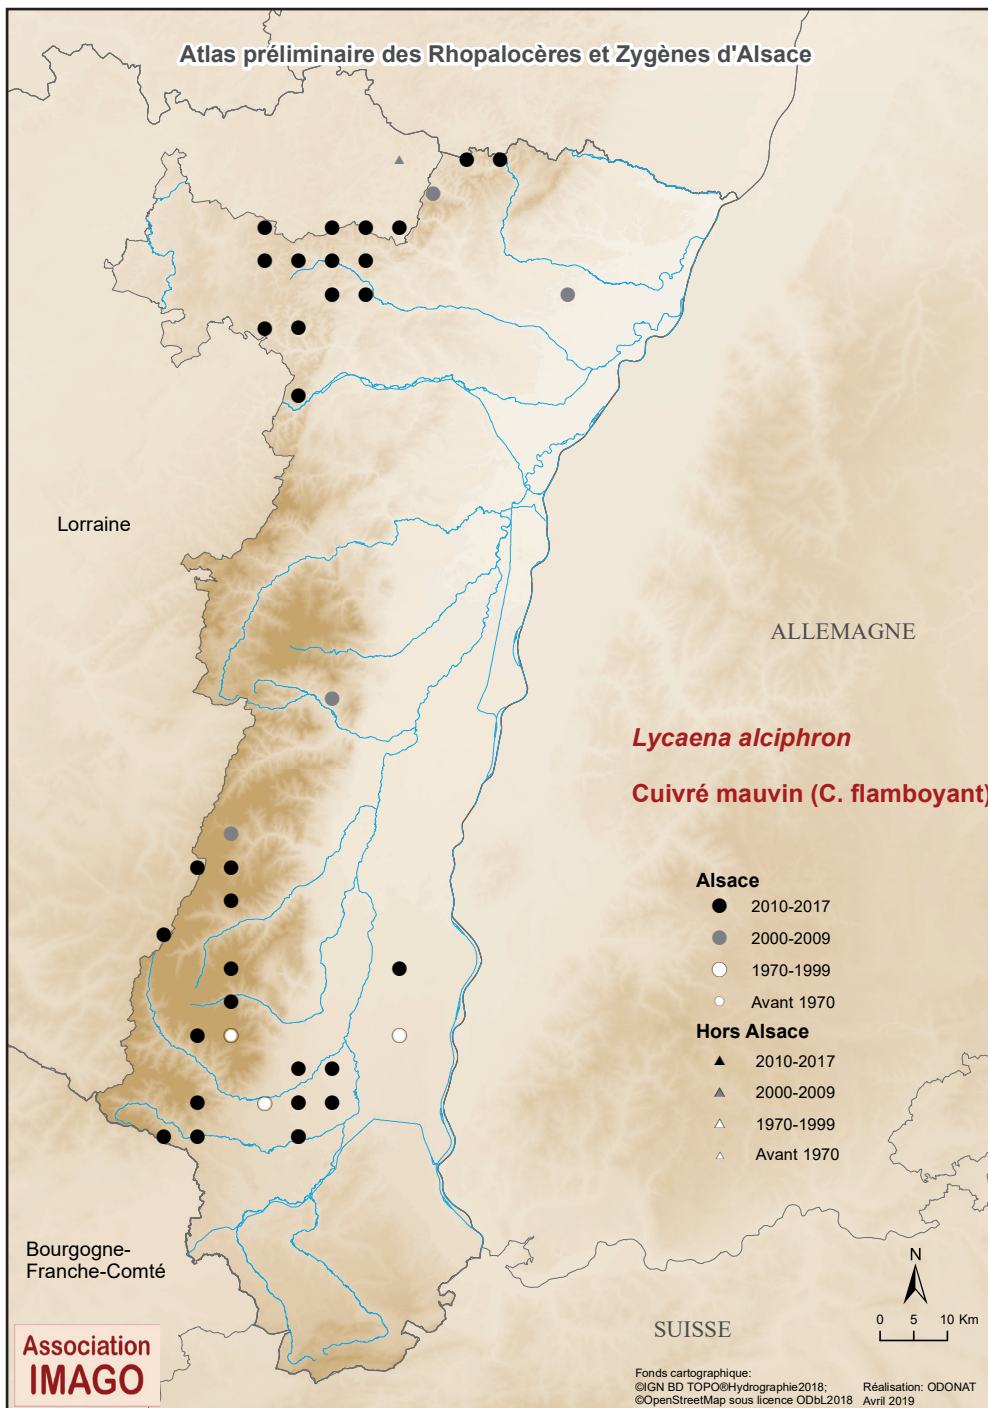 Atlas préliminaire des Rhopalocères et Zygènes d'Alsace
Lorraine
ALLEMAGNE
Lycaena alciphron
Cuivré mauvin (C. flamboyant)
Alsace
2010-2017
2000-2009
1970-1999
Avant 1970
Hors Alsace
2010-2017
2000-2009
1970-1999
Avant 1970
Bourgogne-
Franche-Comté
N
0 5 10 Km
SUISSE
Association
IMAGO
Fonds cartographique:
©IGN BD TOPO®Hydrographie2018;
©OpenStreetMap sous licence ODbL2018
Réalisation: ODONAT
Avril 2019